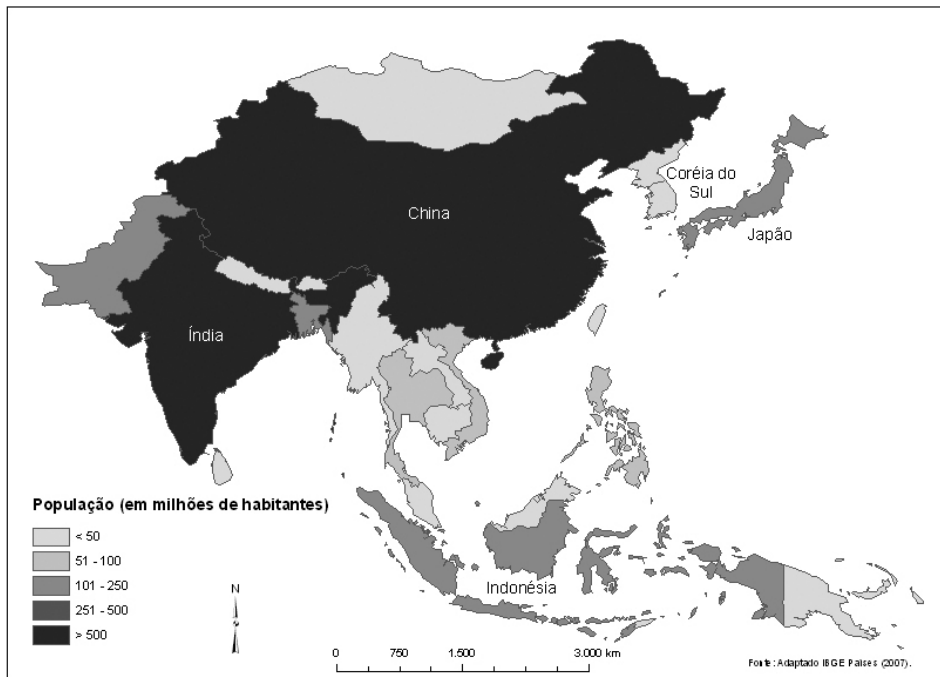 Coréia do
Sul
China
Japão
Índia
População (em milhões de habitantes)
< 50
51 - 100
101 - 250
251 - 500
> 500
N
Indonésia
0 750 1.500 3.000 km
Fonte: Adaptado IBGE Países (2007).